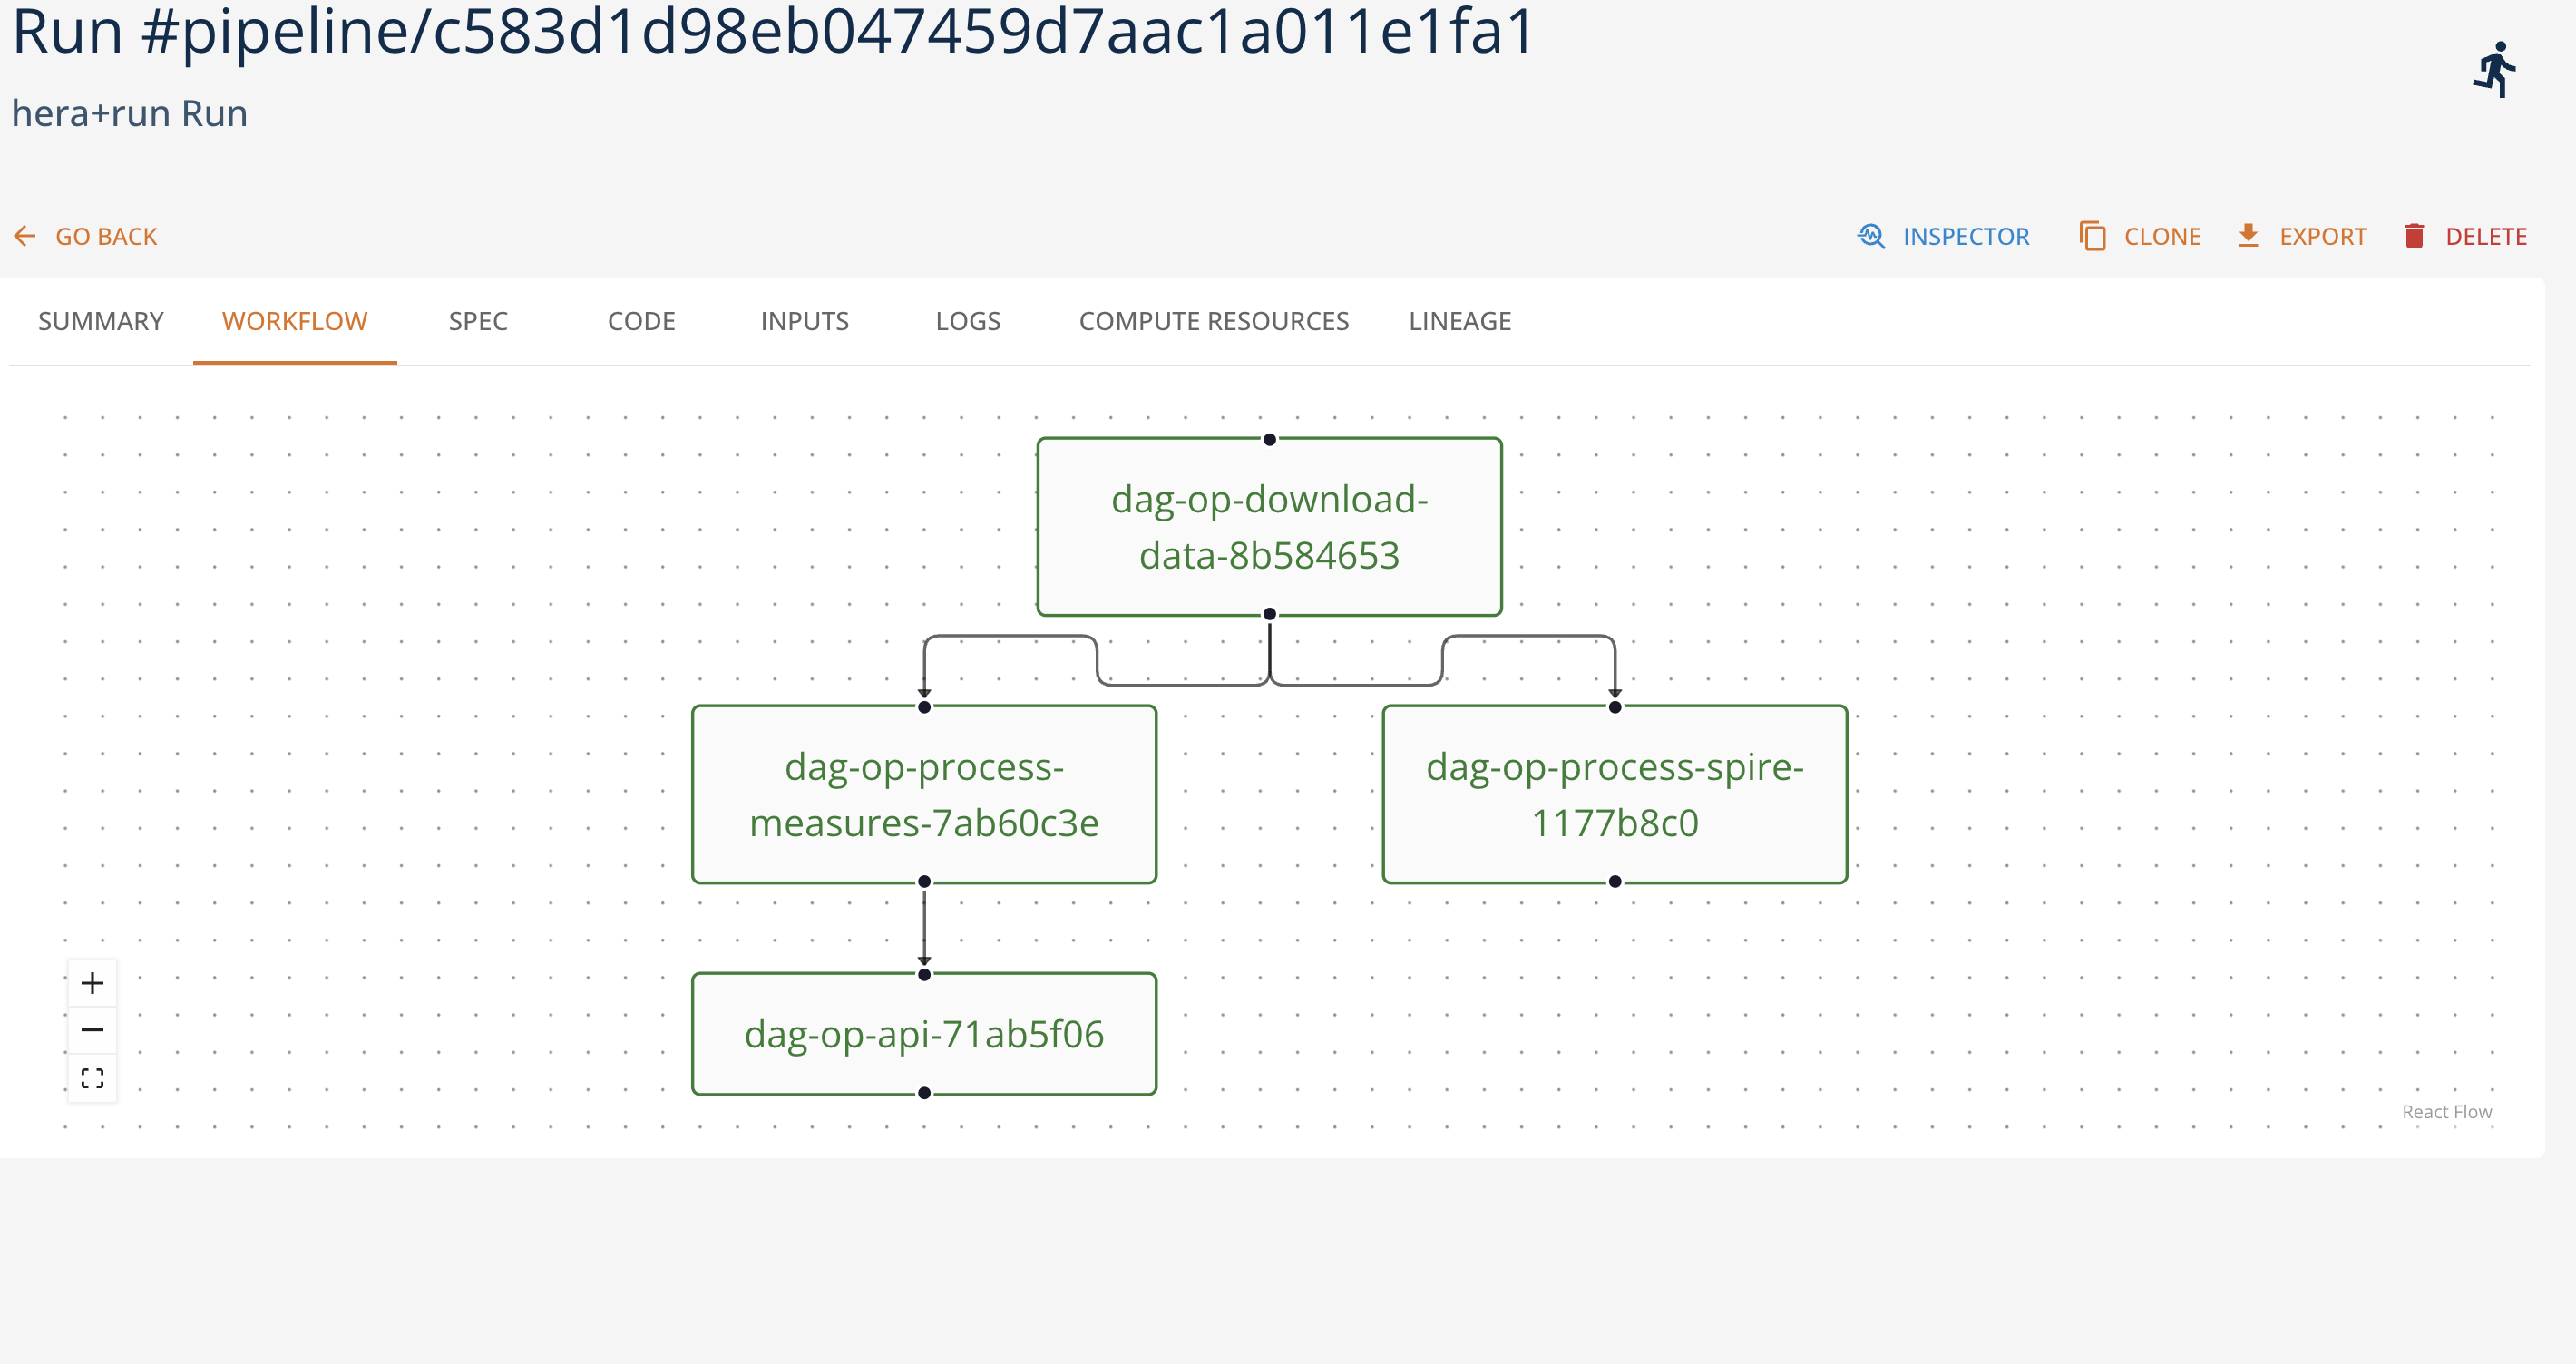 Run #pipeline/c583d1d98eb047459d7aac1a011e1fa1
hera+run Run
GO BACK
INSPECTOR
CLONE
EXPORT
DELETE
SUMMARY
WORKFLOW
SPEC
CODE
INPUTS
LOGS
COMPUTE RESOURCES
LINEAGE
dag-op-download-
data-8b584653
dag-op-process-
measures-7ab60c3e
dag-op-process-spire-
1177b8c0
dag-op-api-71ab5f06
React Flow